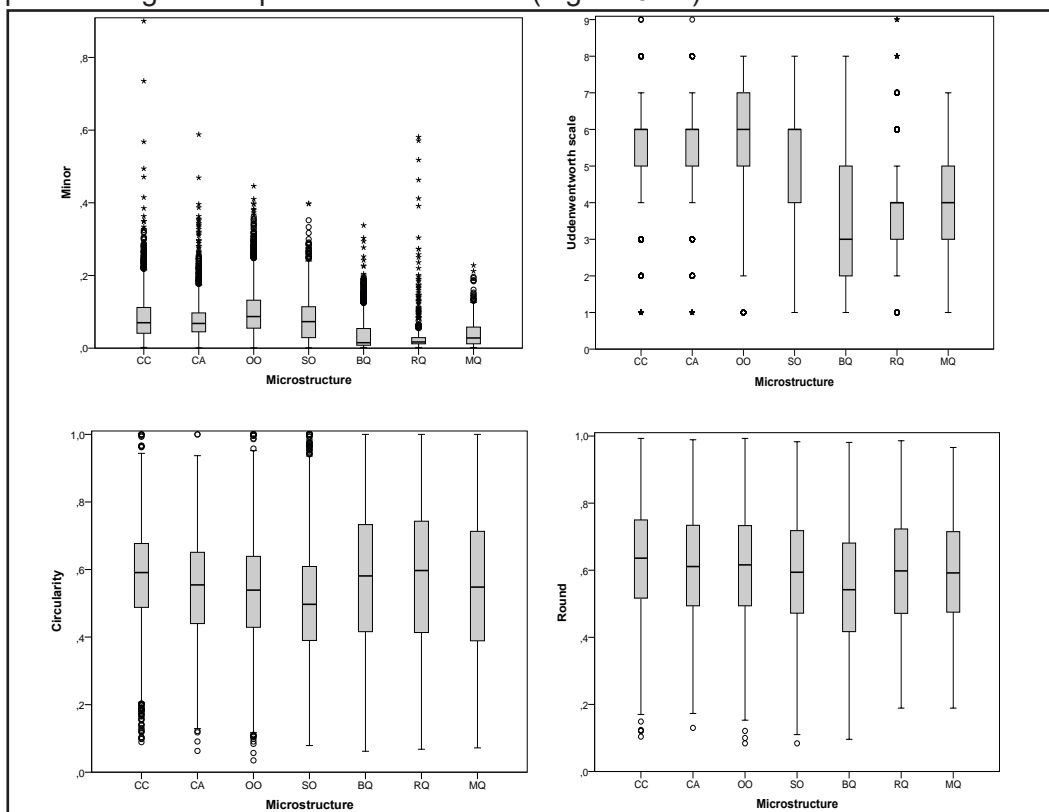 ,8
,6
,4
,2
,0
Minor
CC CA OO SO BQ RQ MQ
Microstructure
9
8
7
6
5
4
3
2
1
0
Uddenwentworth scale
CC CA OO SO BQ RQ MQ
Microstructure
1,0
,8
,6
,4
,2
,0
Circularity
CC CA OO SO BQ RQ MQ
Microstructure
1,0
,8
,6
,4
,2
,0
Round
CC CA OO SO BQ RQ MQ
Microstructure